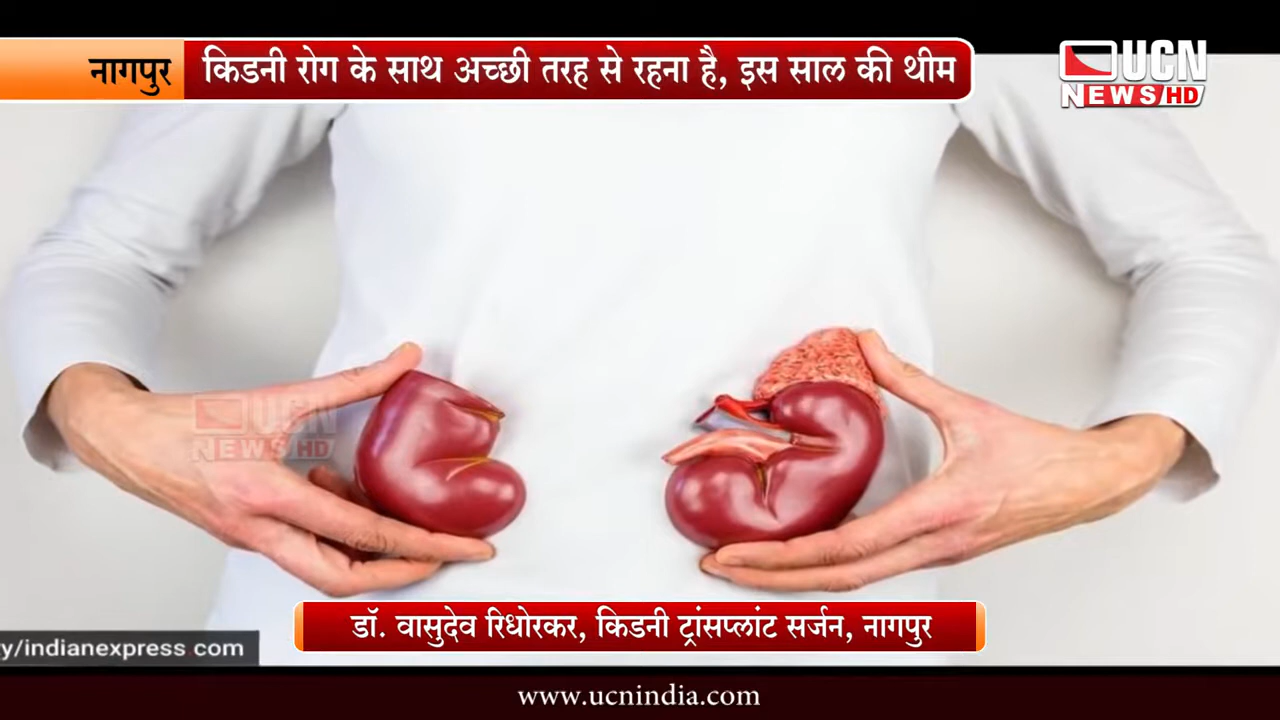 नागपुर
किडनी रोग के साथ अच्छी तरह से रहना है, इस साल की थीम
UCN
NEWS HD
UCN
NEWS HD
डॉ. वासुदेव रिधोरकर, किडनी ट्रांसप्लांट सर्जन, नागपुर
y/indianexpress.com
www.ucnindia.com